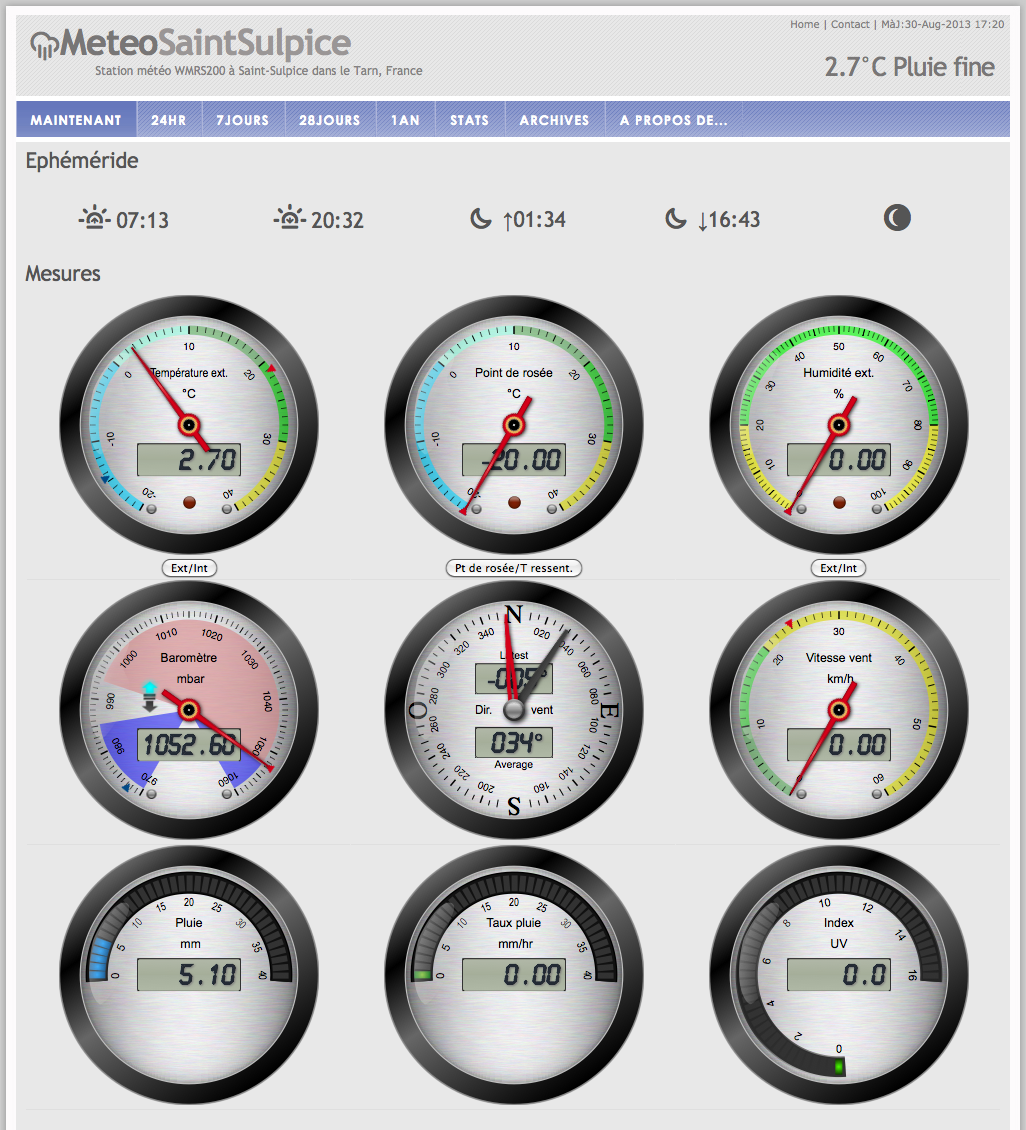 Home | Contact | MàJ:30-Aug-2013 17:20
MeteoSaintSulpice
Station météo WMRS200 à Saint-Sulpice dans le Tarn, France
2.7°C Pluie fine
MAINTENANT 24HR 7JOURS 28JOURS 1AN STATS ARCHIVES A PROPOS DE...
Ephéméride
07:13 20:32 ↑01:34 ↓16:43
Mesures
-20 -10 0 10 20 30 40
Température ext.
°C
2.70
Ext/Int
-20 -10 0 10 20 30 40
Point de rosée
°C
-20.00
Pt de rosée/T ressent.
0 10 20 30 40 50 60 70 80 90 100
Humidité ext.
%
0.00
Ext/Int
970 980 990 1000 1010 1020 1030 1040 1050 1060
Baromètre
mbar
1052.60
N
020 040 060 080 E 100 120 140 160 S 200 220 240 260 O 280 300 320 340
Latest
-005°
Dir. vent
034°
Average
0 10 20 30 40 50 60
Vitesse vent
km/h
0.00
0 5 10 15 20 25 30 35 40
Pluie
mm
5.10
0 5 10 15 20 25 30 35 40
Taux pluie
mm/hr
0.00
0 2 4 6 8 10 12 14 16
Index
UV
0.0